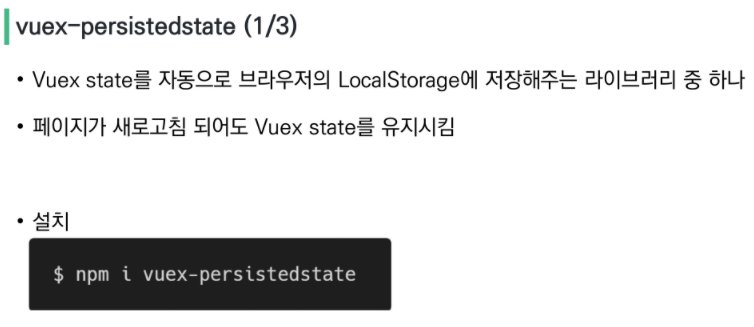 vuex-persistedstate (1/3)
• Vuex state를 자동으로 브라우저의 LocalStorage에 저장해주는 라이브러리 중 하나
• 페이지가 새로고침 되어도 Vuex state를 유지시킴
• 설치
$ npm i vuex-persistedstate